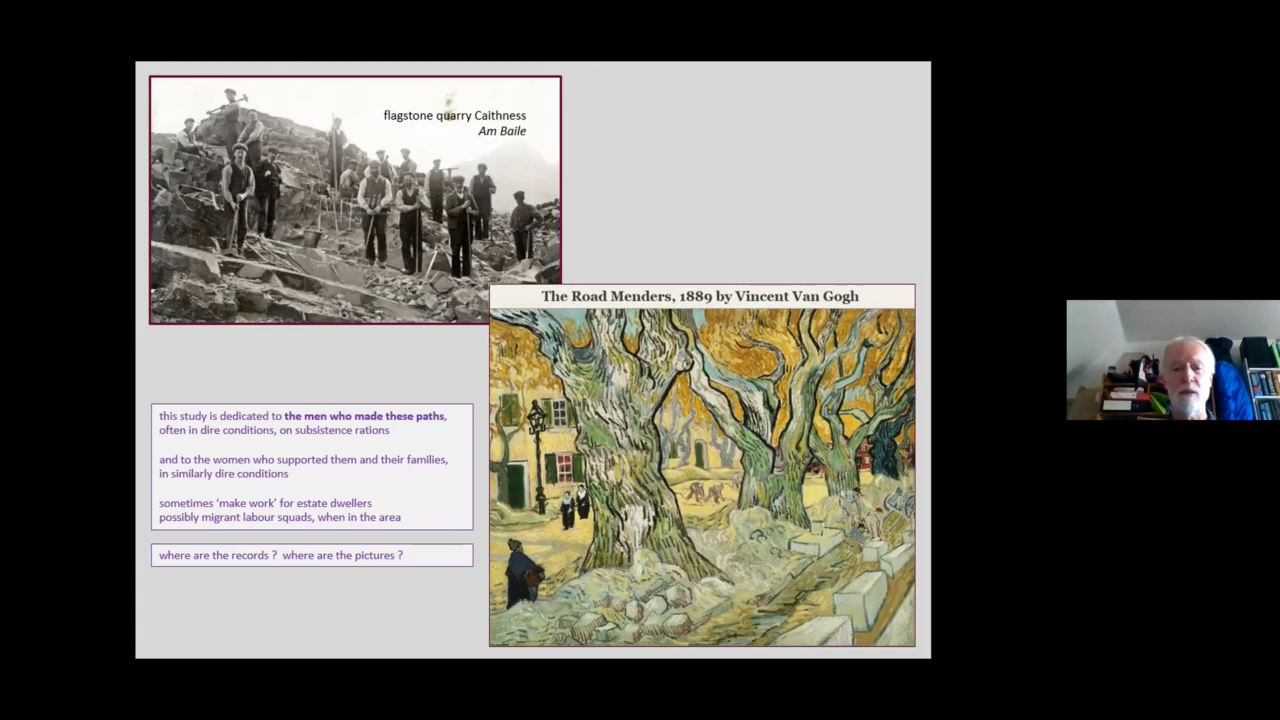 flagstone quarry Caithness
Am Baile
The Road Menders, 1889 by Vincent Van Gogh
this study is dedicated to the men who made these paths,
often in dire conditions, on subsistence rations
and to the women who supported them and their families,
in similarly dire conditions
sometimes ‘make work’ for estate dwellers
possibly migrant labour squads, when in the area
where are the records ?  where are the pictures ?